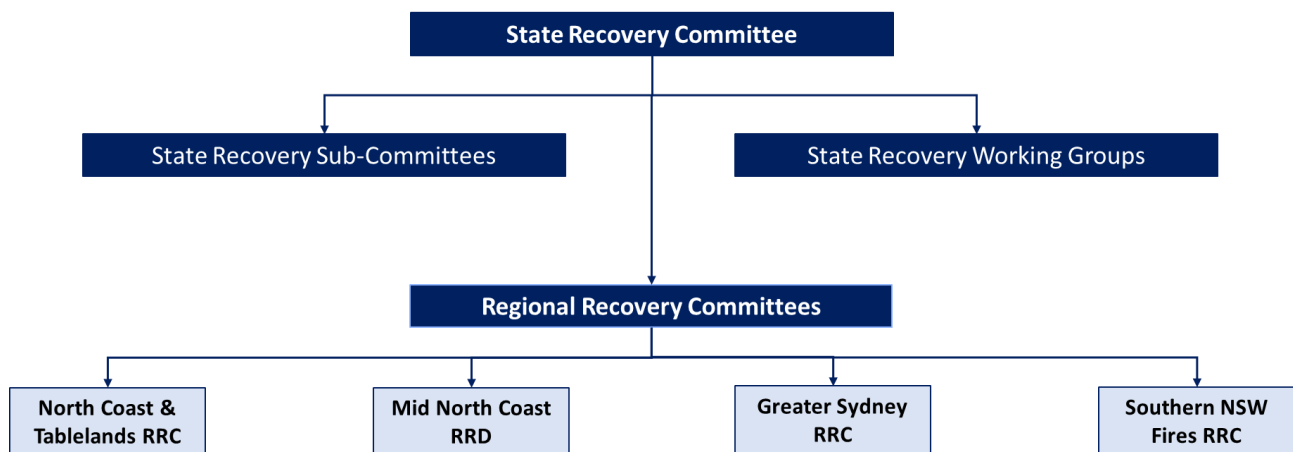 State Recovery Committee
State Recovery Sub-Committees
State Recovery Working Groups
Regional Recovery Committees
North Coast &
Tablelands RRC
Mid North Coast
RRD
Greater Sydney
RRC
Southern NSW
Fires RRC